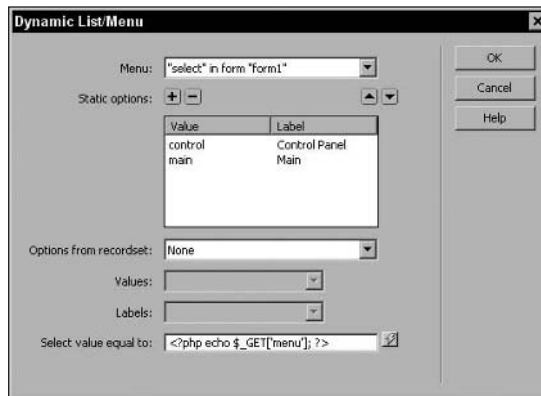 Dynamic List/Menu
Menu: "select" in form "form1"
Static options:
Value Label
control Control Panel
main Main
Options from recordset: None
Values:
Labels:
Select value equal to: <?php echo $_GET['menu']; ?>
OK
Cancel
Help